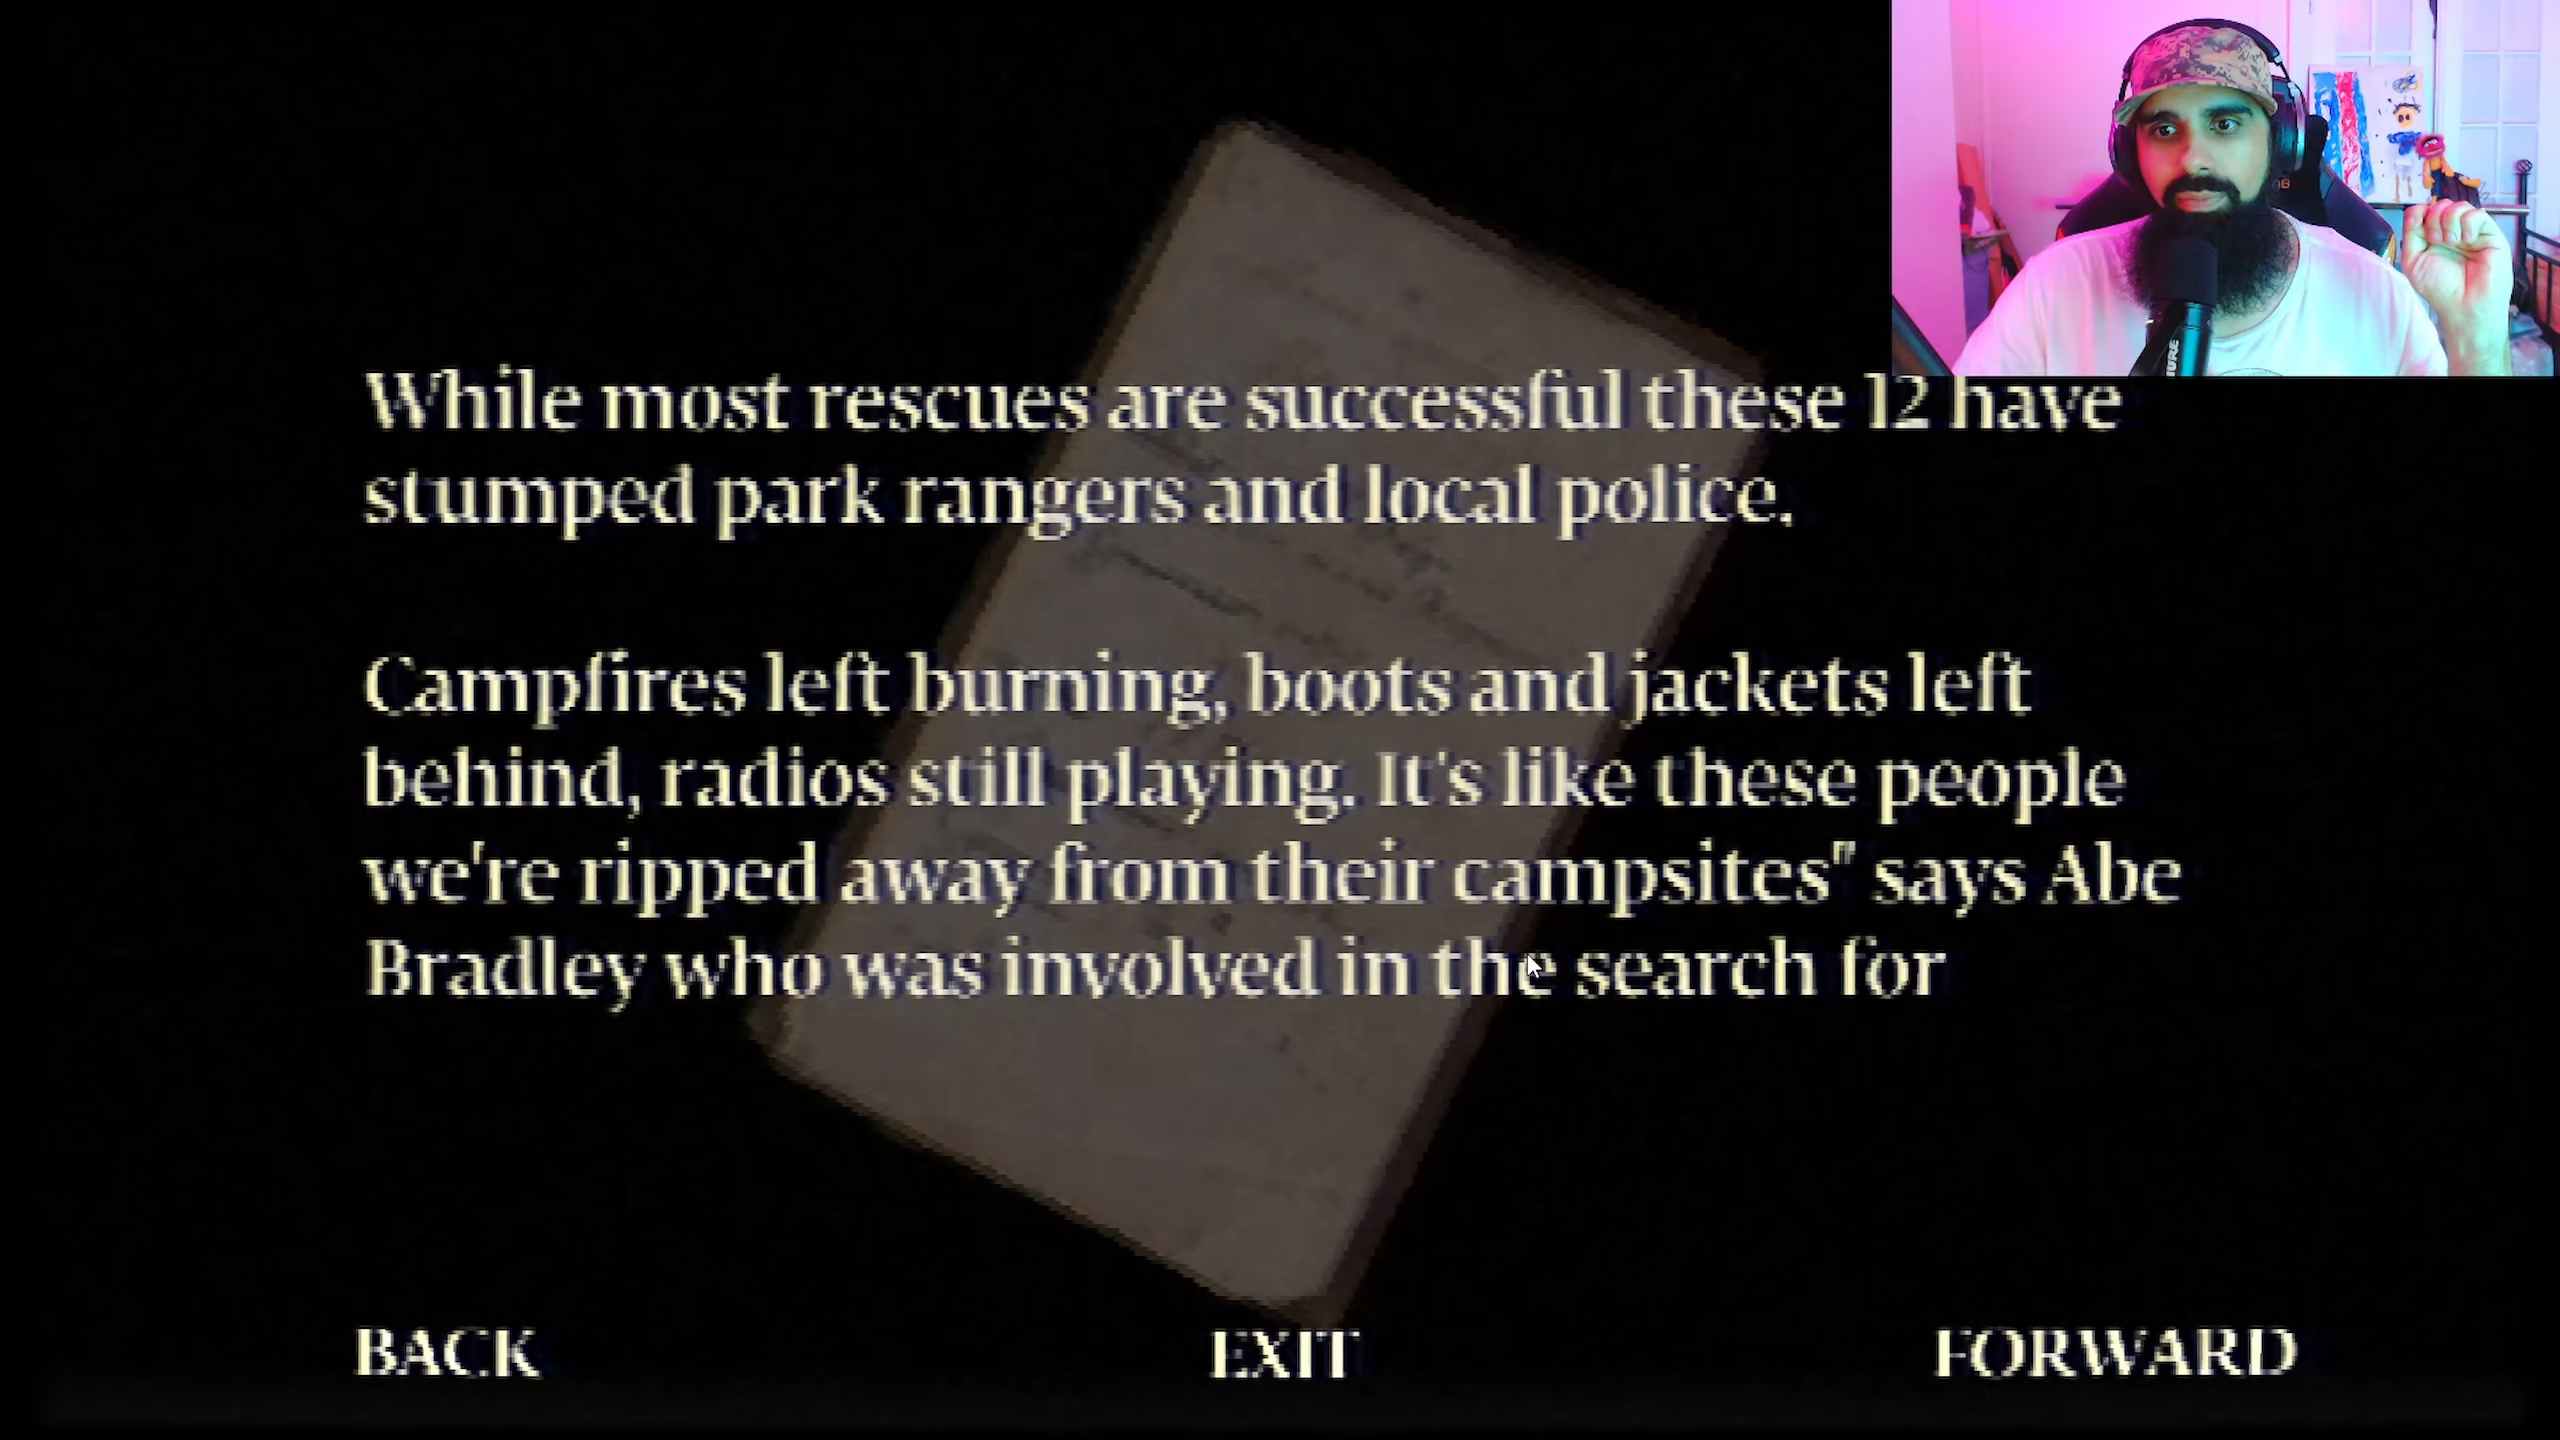 While most rescues are successful these 12 have
stumped park rangers and local police.
Campfires left burning, boots and jackets left
behind, radios still playing. It's like these people
we're ripped away from their campsites" says Abe
Bradley who was involved in the search for
BACK
EXIT
FORWARD